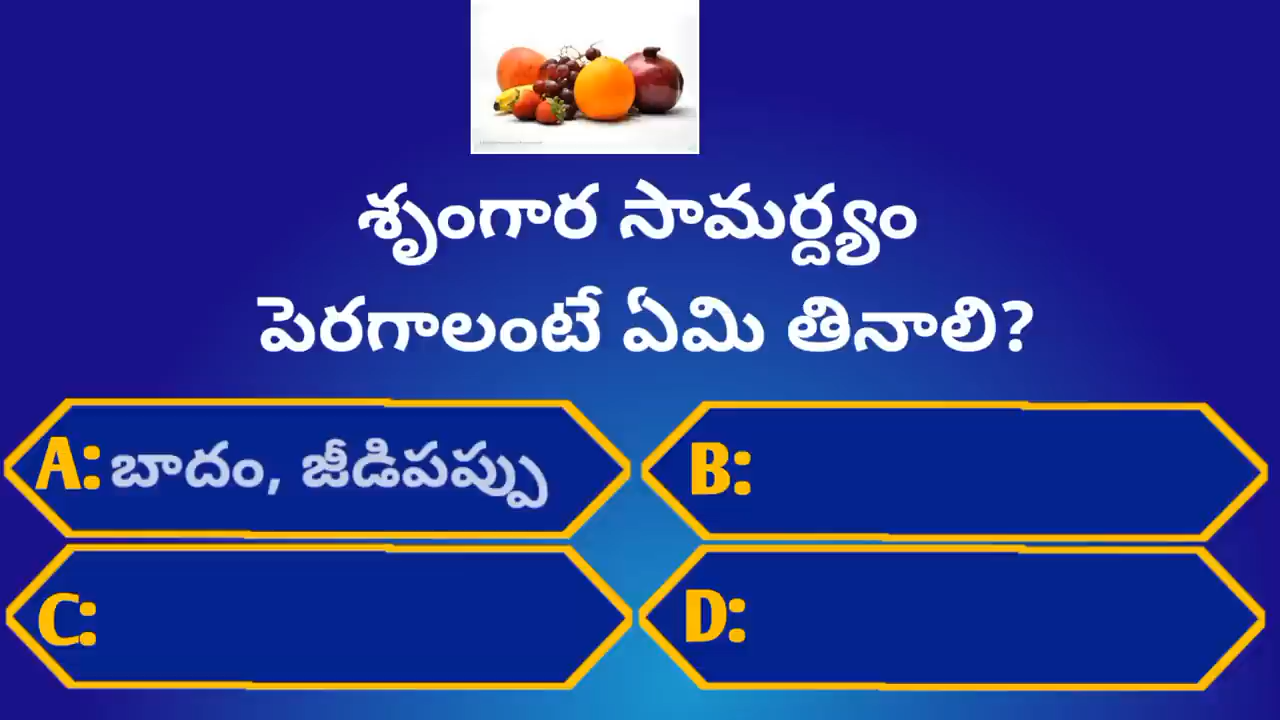 శృంగార సామర్ద్యం
పెరగాలంటే ఏమి తినాలి?
A: బాదం, జీడిపప్పు
B:
C:
D: